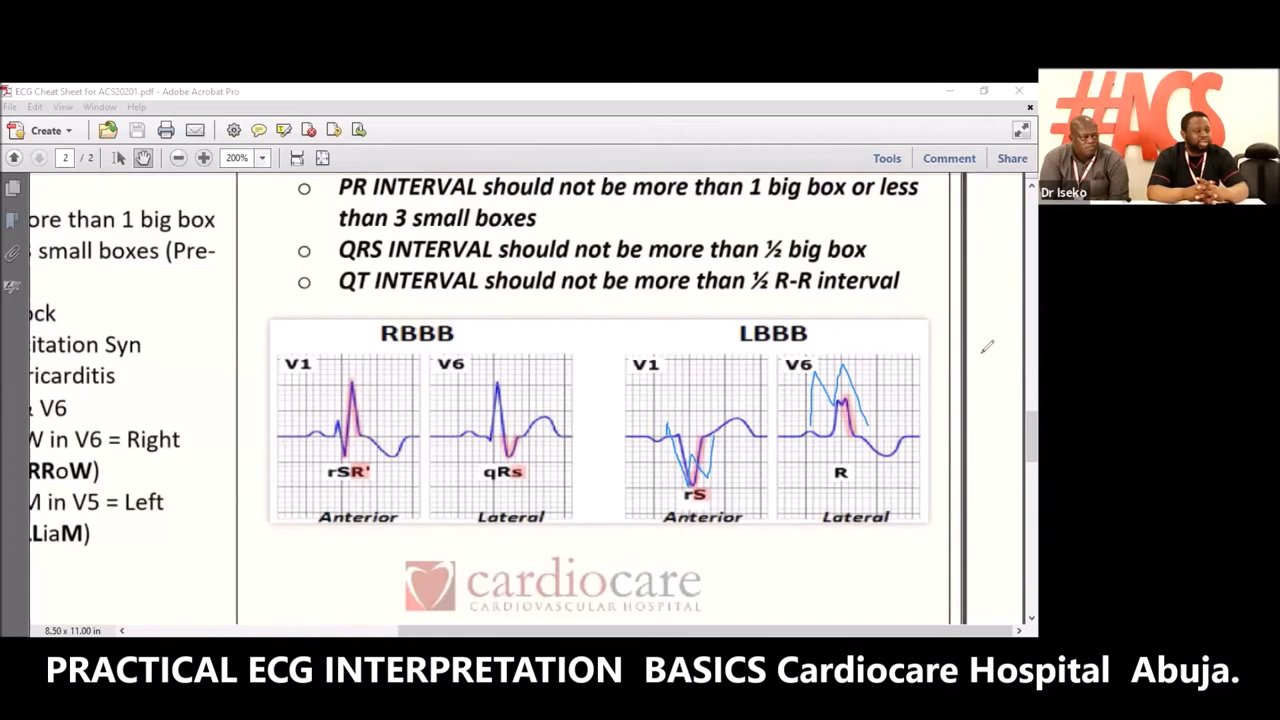 ECG Cheat Sheet for ACS20201.pdf - Adobe Acrobat Pro
File Edit View Window Help
Create
2 / 2
200%
Tools Comment Share
#ACS
Dr Iseko
ore than 1 big box
small boxes (Pre-
ock
itation Syn
ricarditis
V6
W in V6 = Right
RRoW)
M in V5 = Left
LiaM)
PR INTERVAL should not be more than 1 big box or less
than 3 small boxes
QRS INTERVAL should not be more than ½ big box
QT INTERVAL should not be more than ½ R-R interval
RBBB
V1 V6
rSR' qRs
Anterior Lateral
LBBB
V1 V6
rS R
Anterior Lateral
cardiocare
CARDIOVASCULAR HOSPITAL
8.50 x 11.00 in
PRACTICAL ECG INTERPRETATION BASICS Cardiocare Hospital Abuja.